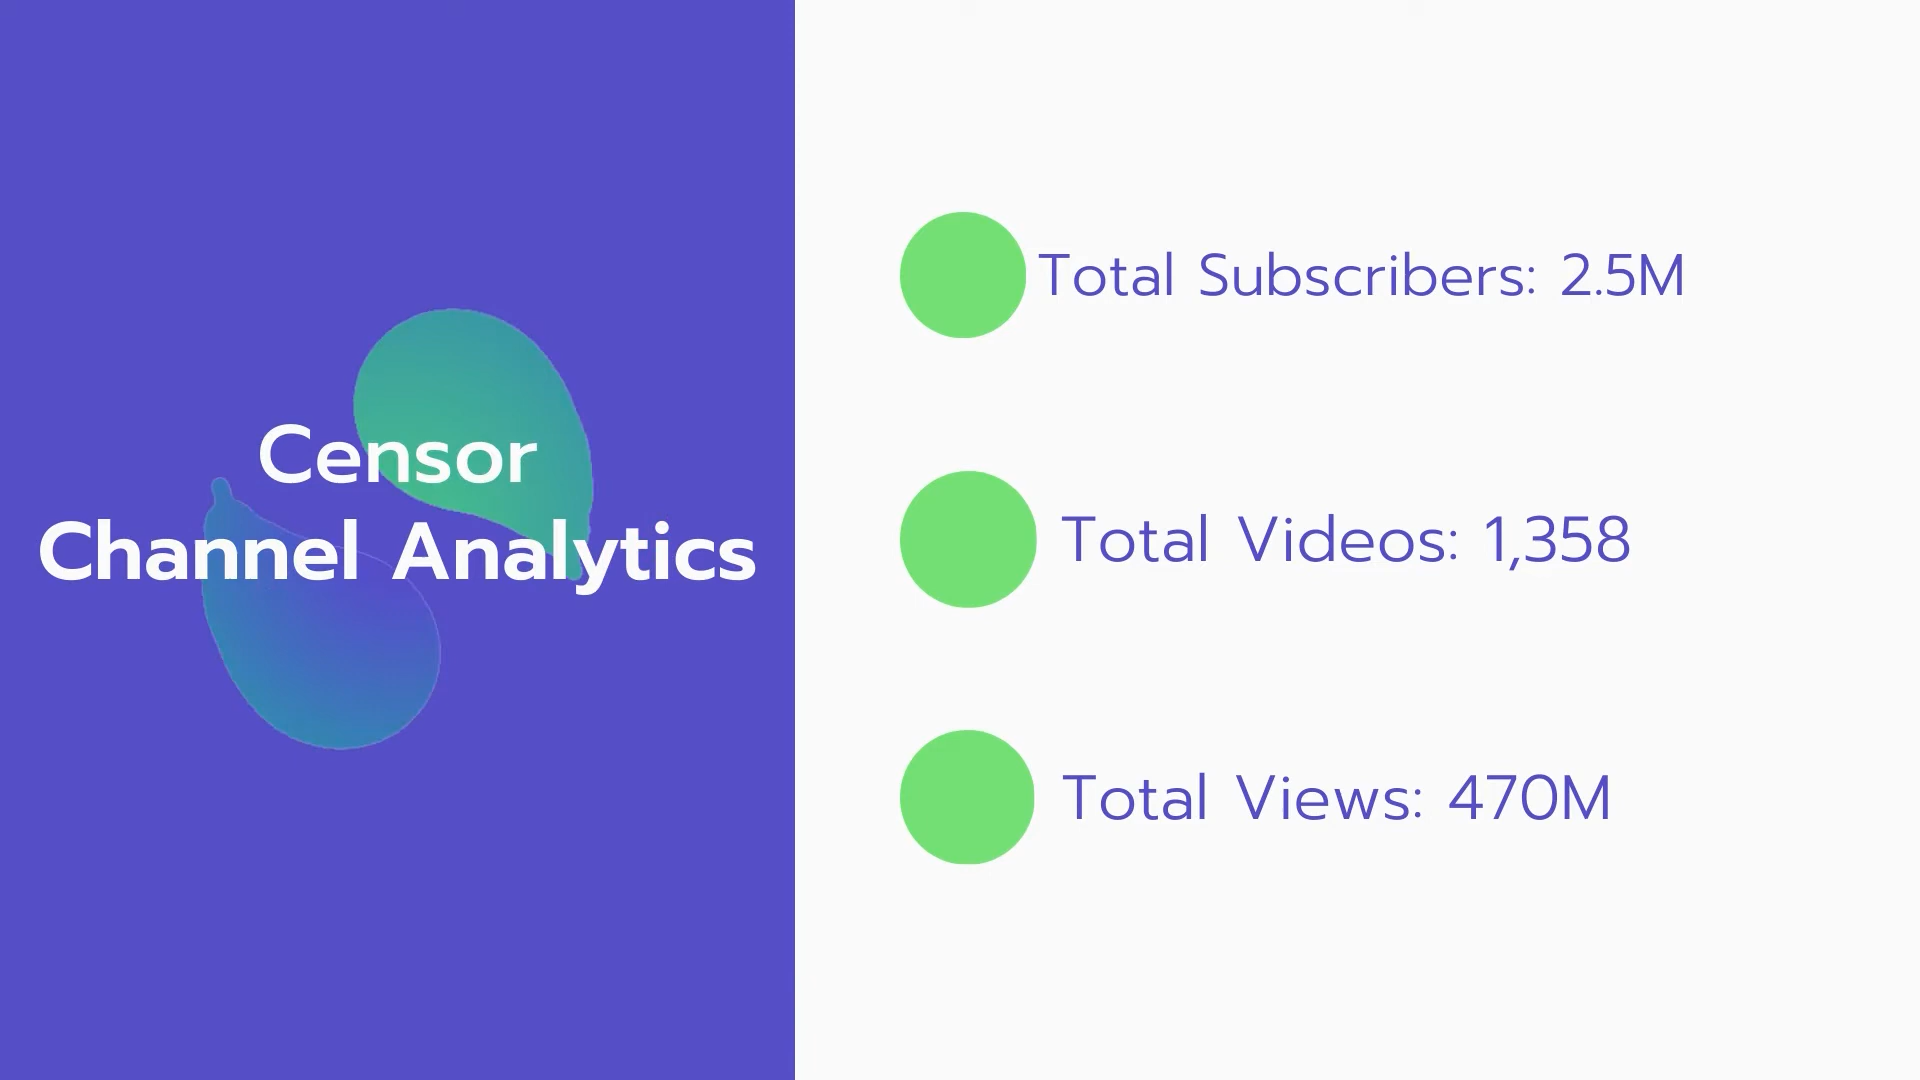 Censor
Channel Analytics
Total Subscribers: 2.5M
Total Videos: 1,358
Total Views: 470M